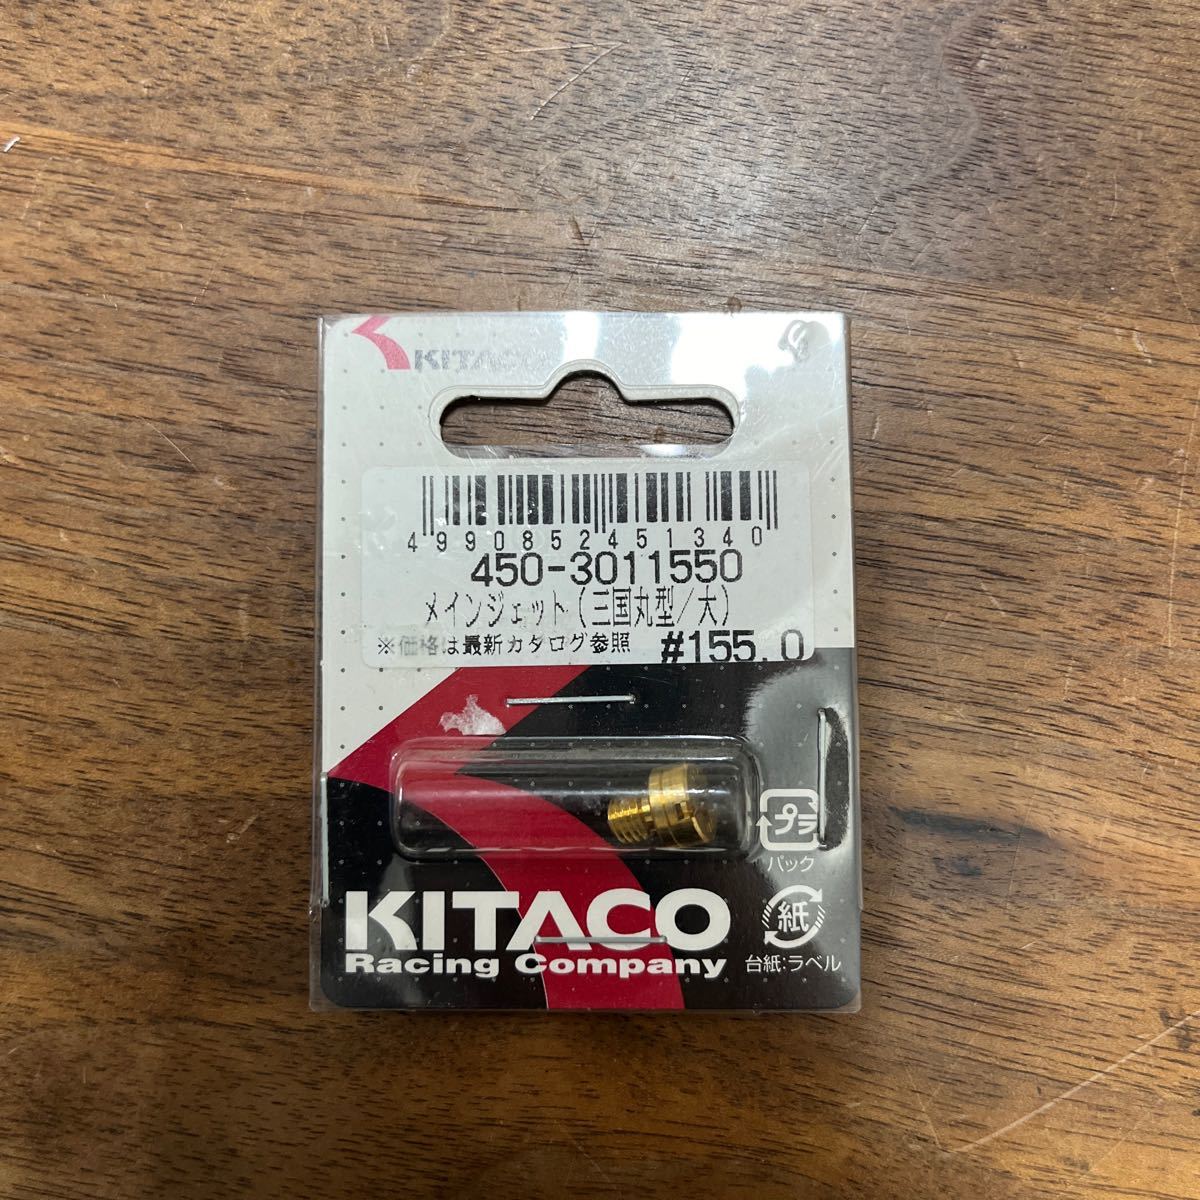 KITACO
4990852451340
450-3011550
メインジェット(三国丸型/大)
※価格は最新カタログ参照 #155.0
プラ
パック
紙
KITACO
Racing Company
台紙:ラベル